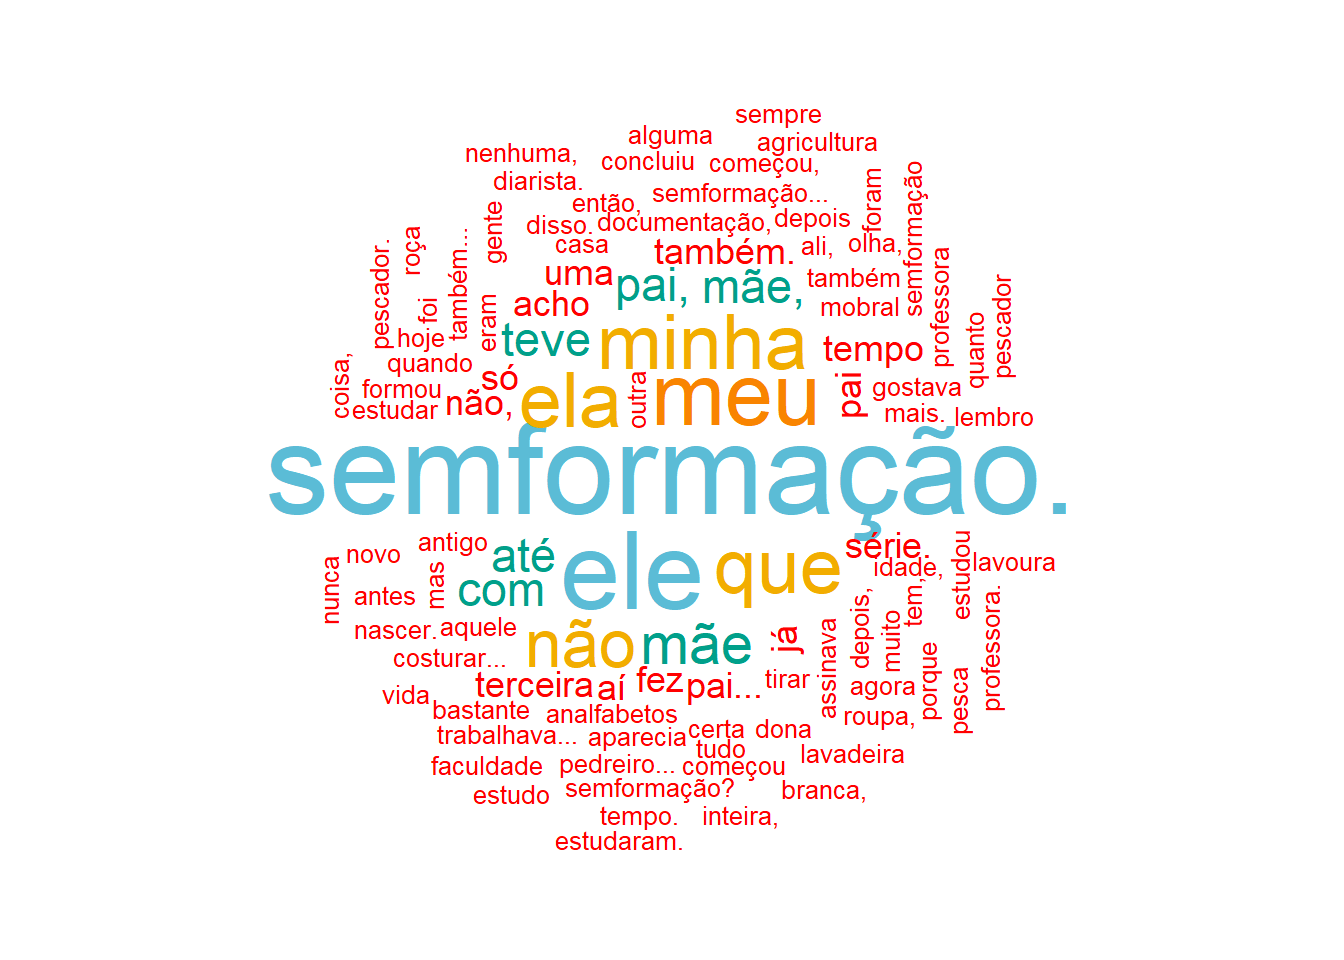 sempre
alguma
agricultura
nenhuma,
concluiu
começou,
diarista.
semformação...
foram
semformação
então,
gente
disso.
documentação,
depois
roça
também...
pescador.
casa
também.
ali,
olha,
uma
pai,
mãe,
também
professora
foi
eram
acho
mobral
quanto
pescador
hoje
teve
minha
tempo
coisa,
quando
só
formou
ela
outra
meu
pai
gostava
estudar
não,
mais.
lembro
semformação.
antigo
novo
até
ele
que
série.
estudou
lavoura
idade,
nunca
mas
com
antes
tem,
depois,
muito
professora.
nascer.
aquele
não
mãe
já
assinava
costurar...
porque
pesca
vida
terceira
aí
fez
pai...
tirar
agora
bastante
analfabetos
roupa,
trabalhava...
aparecia
certa
dona
tudo
lavadeira
faculdade
pedreiro...
começou
estudo
semformação?
branca,
tempo.
inteira,
estudaram.